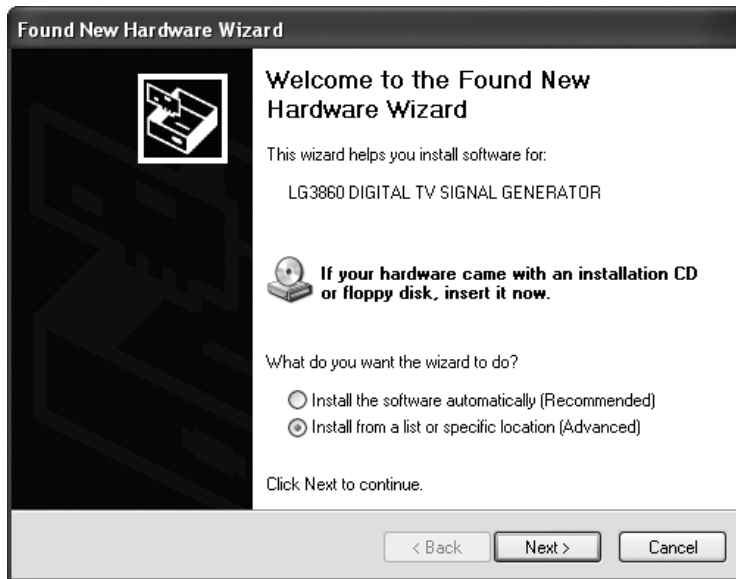 Found New Hardware Wizard
Welcome to the Found New
Hardware Wizard
This wizard helps you install software for:
LG3860 DIGITAL TV SIGNAL GENERATOR
If your hardware came with an installation CD
or floppy disk, insert it now.
What do you want the wizard to do?
Install the software automatically (Recommended)
Install from a list or specific location (Advanced)
Click Next to continue.
< Back Next > Cancel